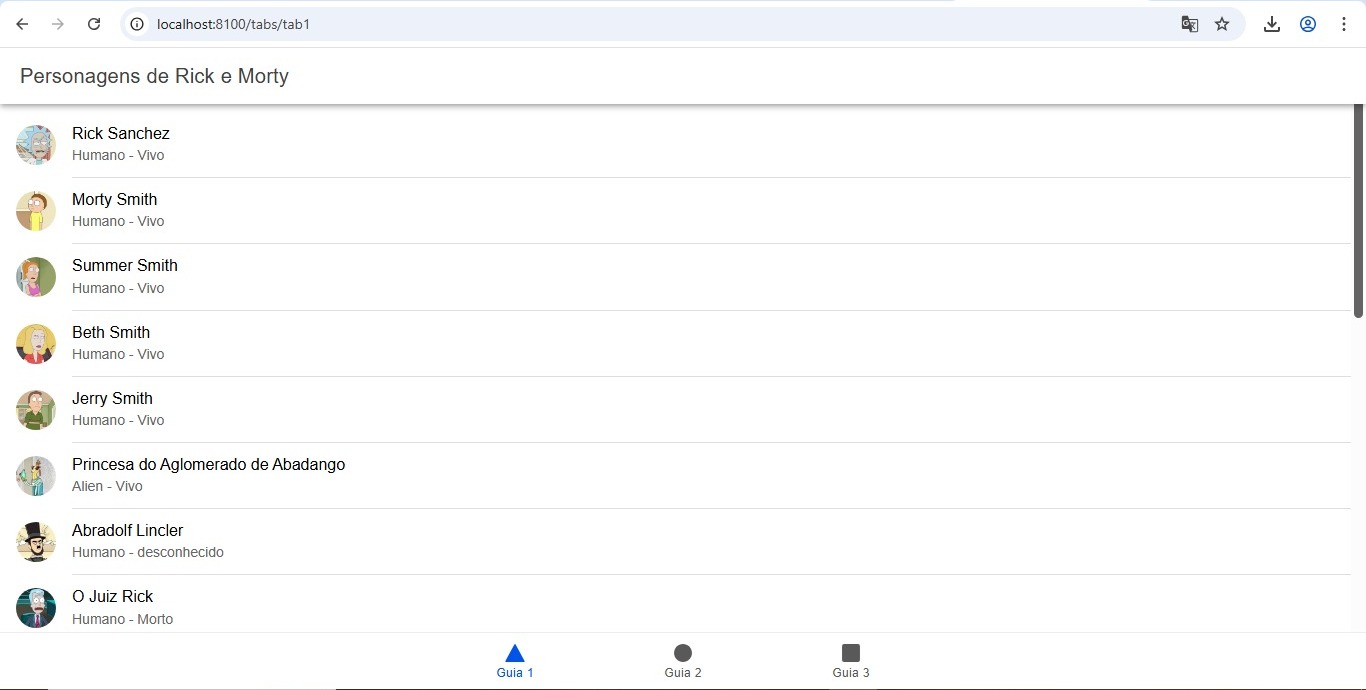 localhost:8100/tabs/tab1
Personagens de Rick e Morty
Rick Sanchez
Humano - Vivo
Morty Smith
Humano - Vivo
Summer Smith
Humano - Vivo
Beth Smith
Humano - Vivo
Jerry Smith
Humano - Vivo
Princesa do Aglomerado de Abadango
Alien - Vivo
Abradolf Lincler
Humano - desconhecido
O Juiz Rick
Humano - Morto
Guia 1 Guia 2 Guia 3